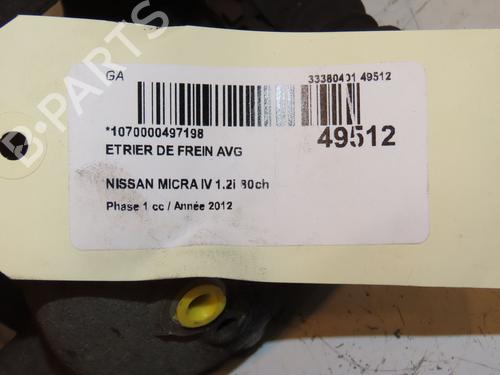 GA
33380401 49512
*1070000497198
49512
ETRIER DE FREIN AVG
NISSAN MICRA IV 1.2i 80ch
Phase 1 cc / Année 2012
B-PARTS